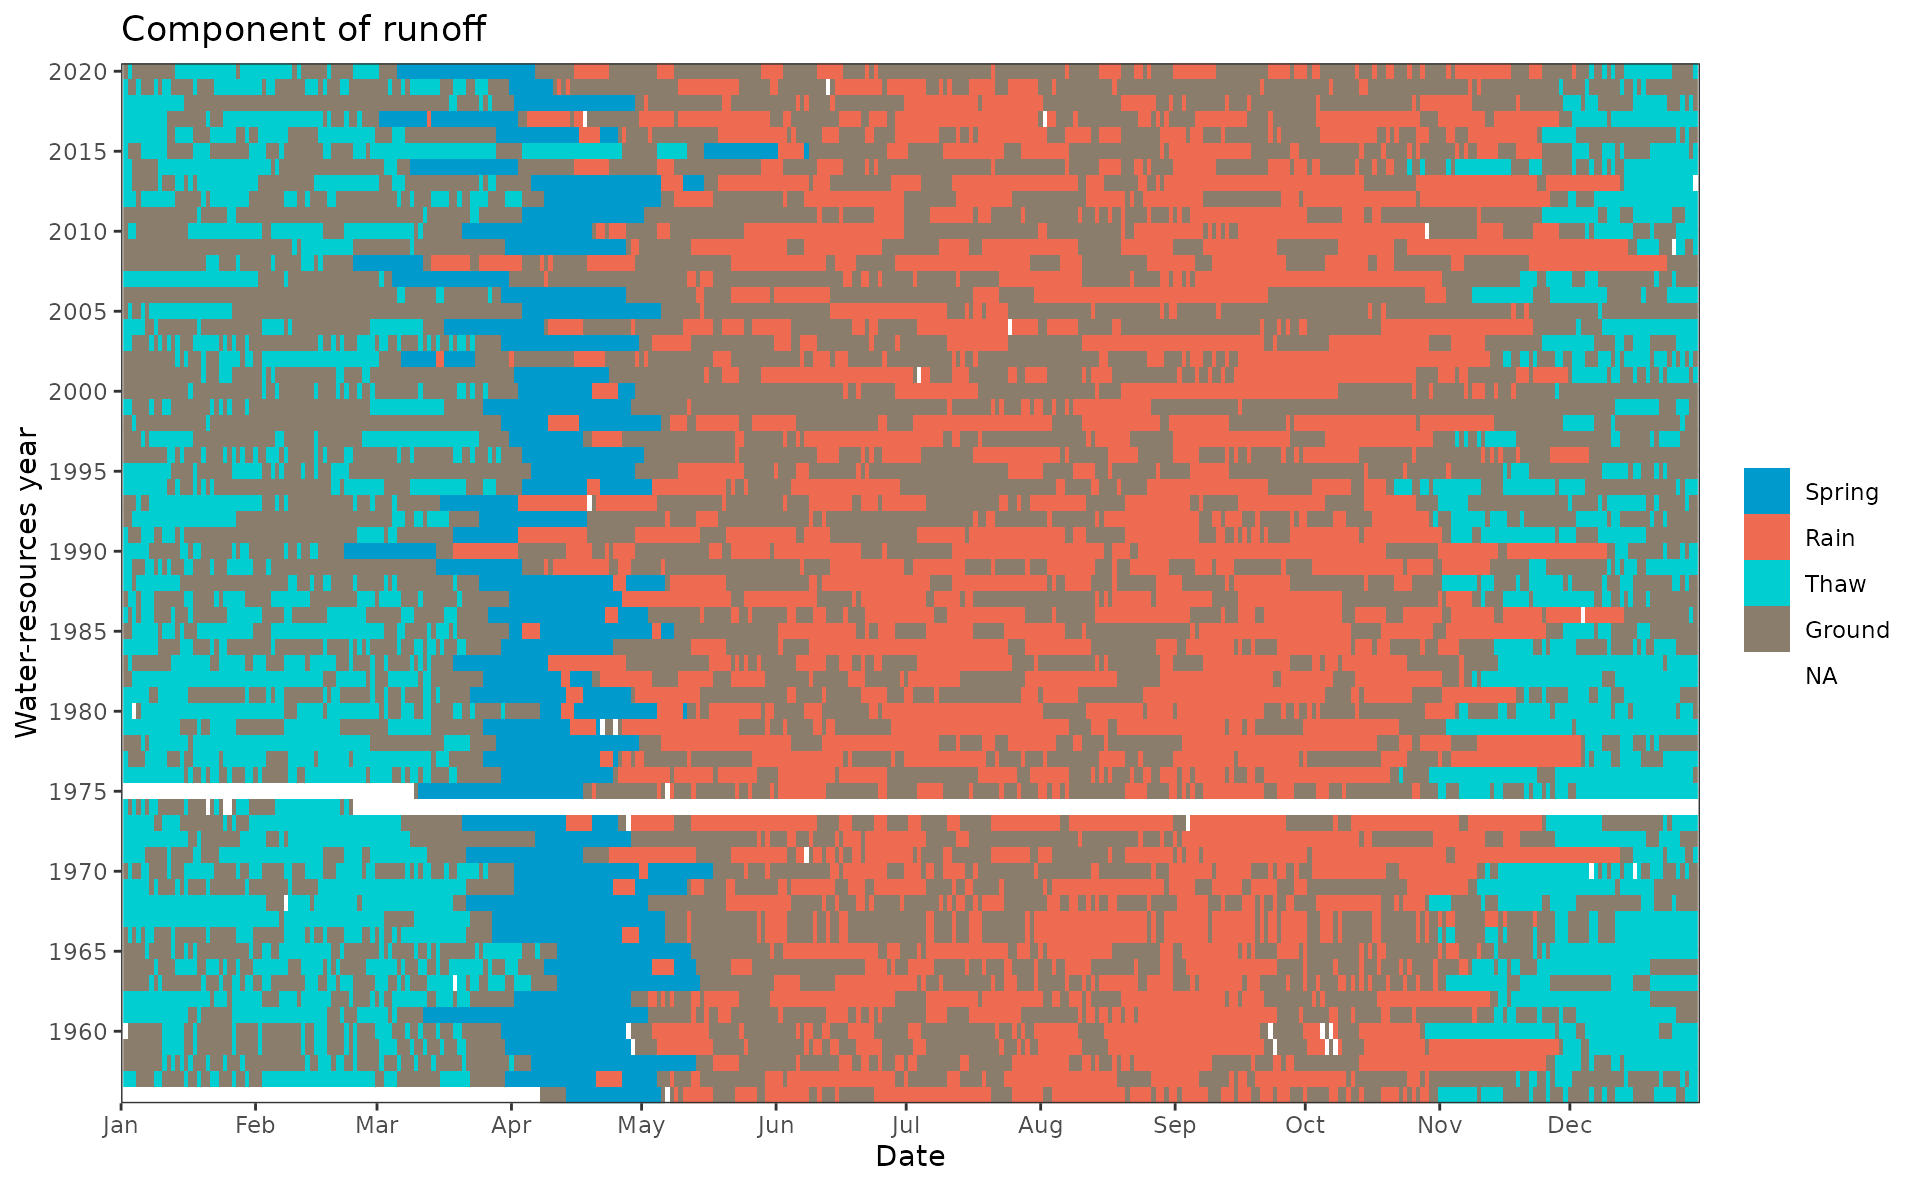 Component of runoff
Water-resources year
2020
2015
2010
2005
2000
1995
1990
1985
1980
1975
1970
1965
1960
Jan Feb Mar Apr May Jun Jul Aug Sep Oct Nov Dec
Date
Spring
Rain
Thaw
Ground
NA